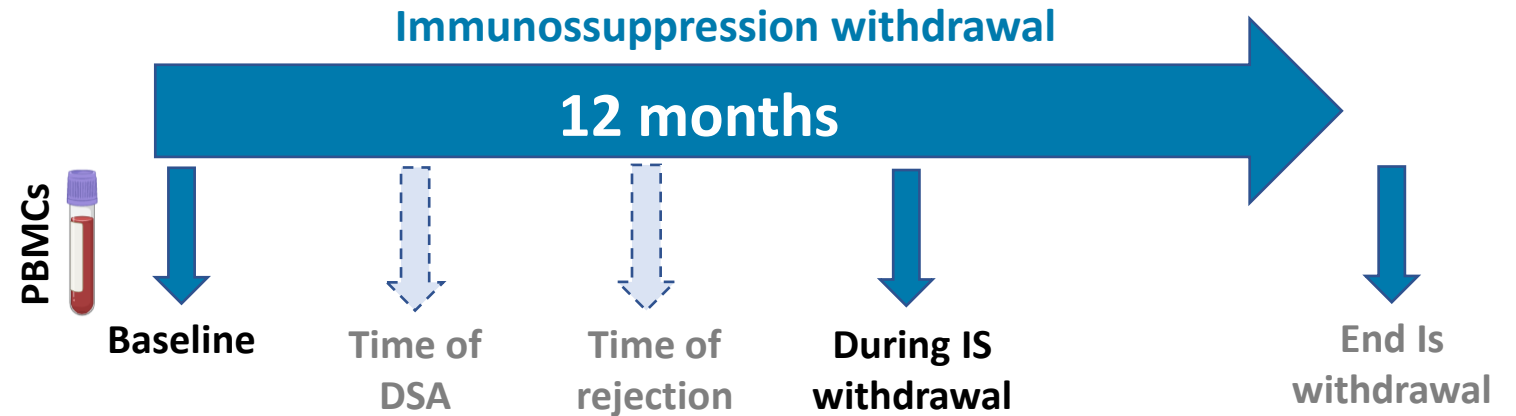 Immunossuppression withdrawal
12 months
PBMCs
Baseline
Time of
DSA
Time of
rejection
During IS
withdrawal
End Is
withdrawal